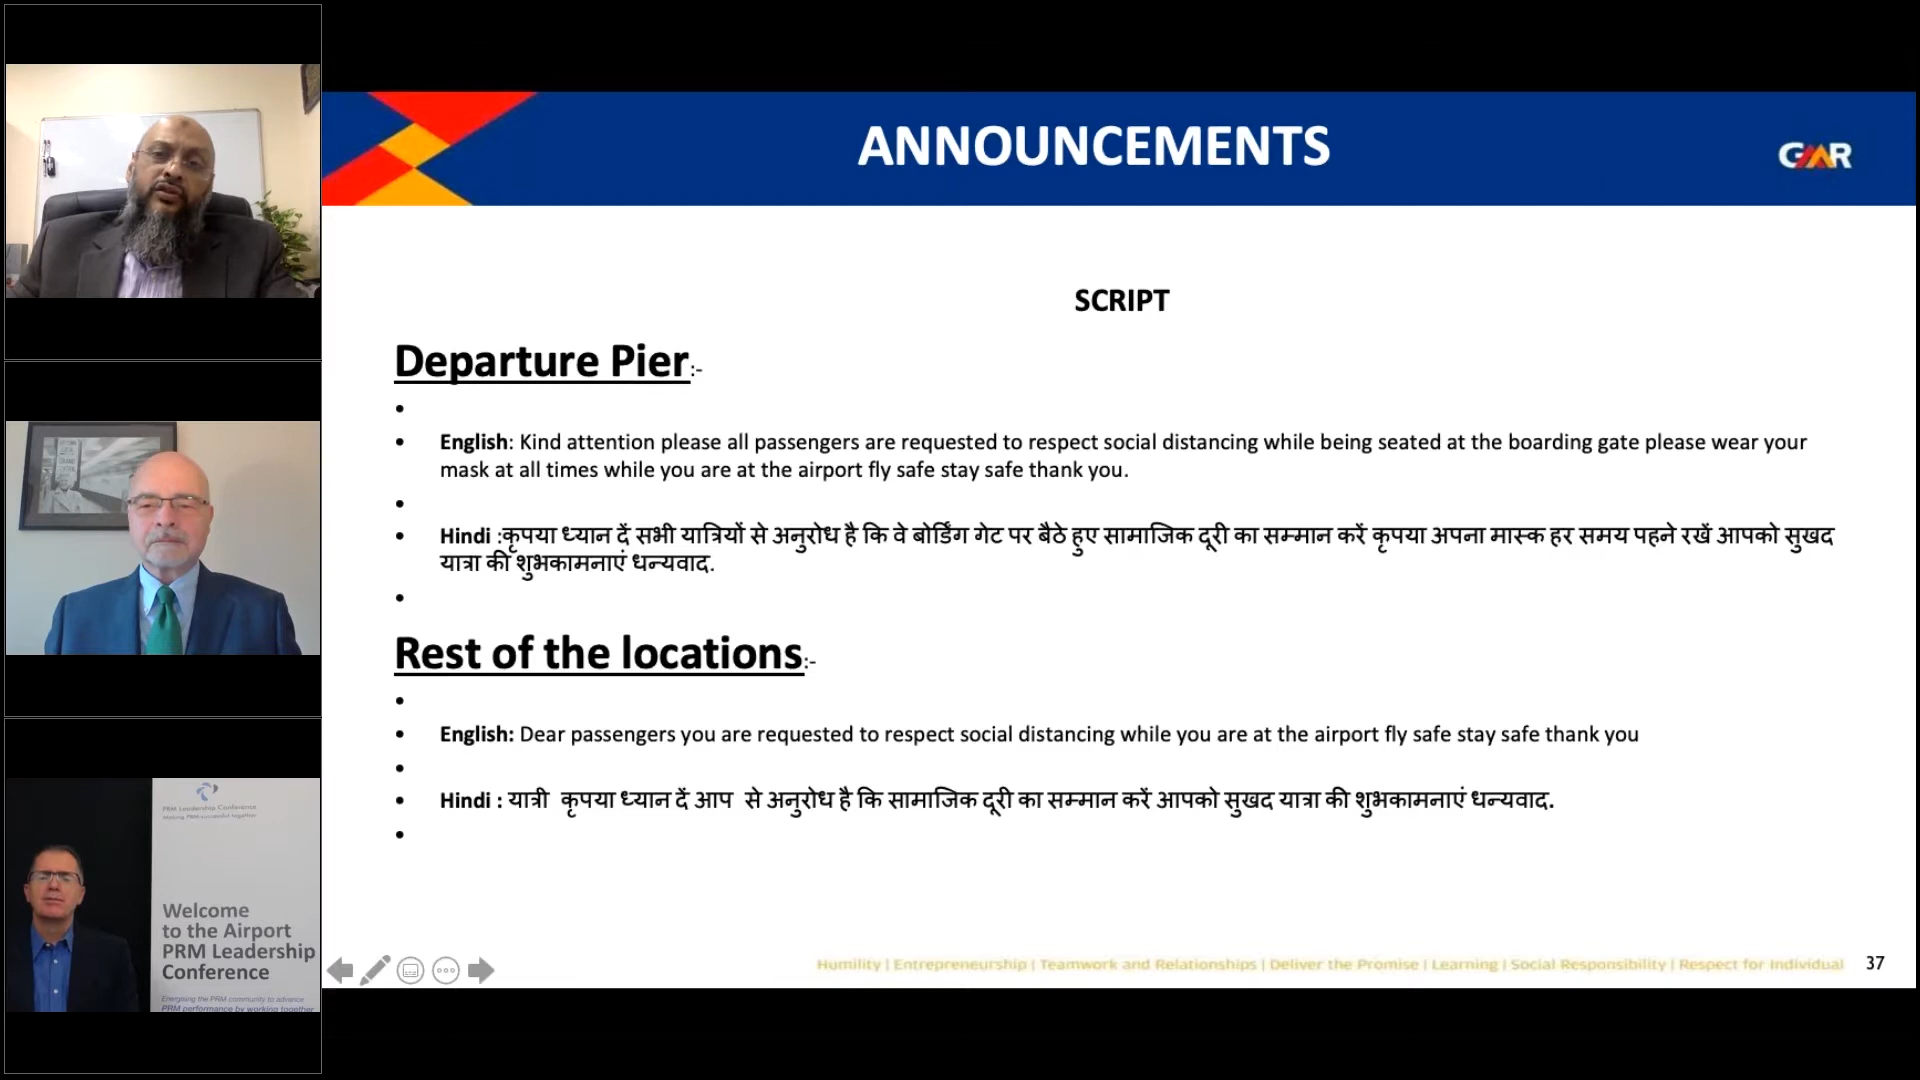 ANNOUNCEMENTS
GMR
SCRIPT
Departure Pier:-
English: Kind attention please all passengers are requested to respect social distancing while being seated at the boarding gate please wear your
mask at all times while you are at the airport fly safe stay safe thank you.
Hindi :कृपया ध्यान दें सभी यात्रियों से अनुरोध है कि वे बोर्डिंग गेट पर बैठे हुए सामाजिक दूरी का सम्मान करें कृपया अपना मास्क हर समय पहने रखें आपको सुखद
यात्रा की शुभकामनाएं धन्यवाद.
Rest of the locations:-
English: Dear passengers you are requested to respect social distancing while you are at the airport fly safe stay safe thank you
Hindi : यात्री कृपया ध्यान दें आप से अनुरोध है कि सामाजिक दूरी का सम्मान करें आपको सुखद यात्रा की शुभकामनाएं धन्यवाद.
Humility | Entrepreneurship | Teamwork and Relationships | Deliver the Promise | Learning | Social Responsibility | Respect for Individual
37
PRM Leadership Conference
Making PRM successful together
Welcome
to the Airport
PRM Leadership
Conference
Energising the PRM community to advance
PRM performance by working together